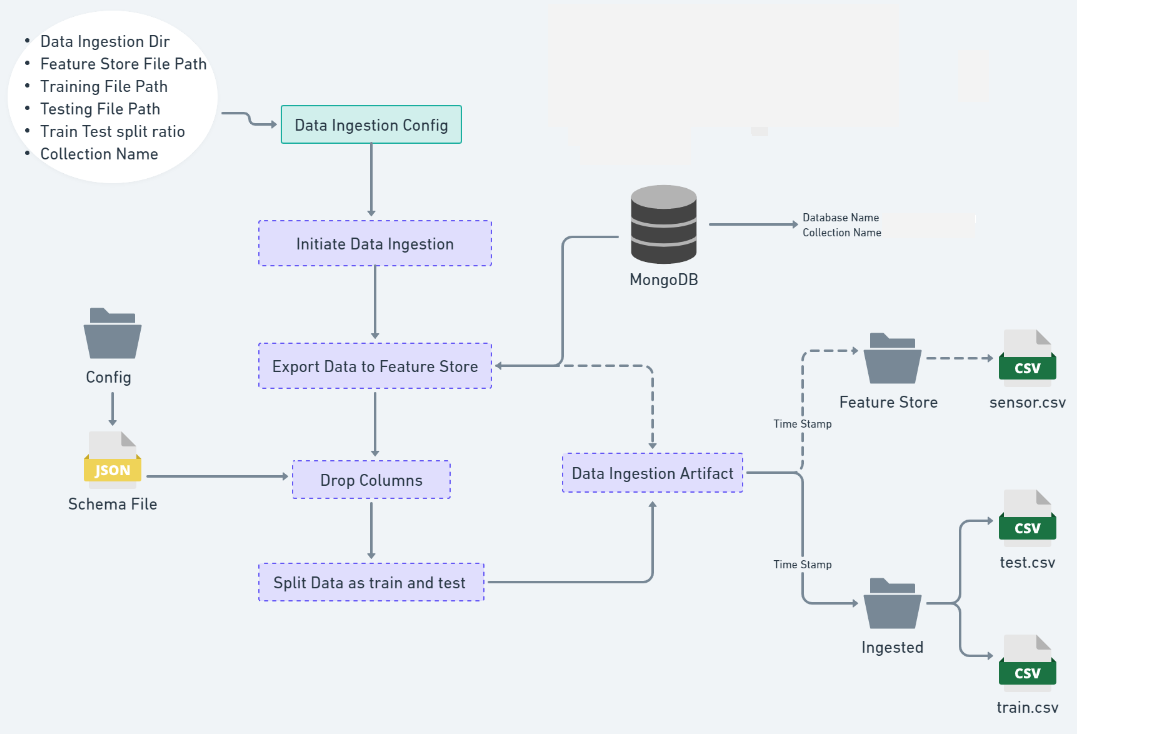 • Data Ingestion Dir
• Feature Store File Path
• Training File Path
• Testing File Path
• Train Test split ratio
• Collection Name
Data Ingestion Config
Initiate Data Ingestion
MongoDB
Database Name
Collection Name
Config
Export Data to Feature Store
Feature Store
CSV
sensor.csv
Time Stamp
JSON
Schema File
Drop Columns
Data Ingestion Artifact
CSV
test.csv
Time Stamp
Split Data as train and test
Ingested
CSV
train.csv